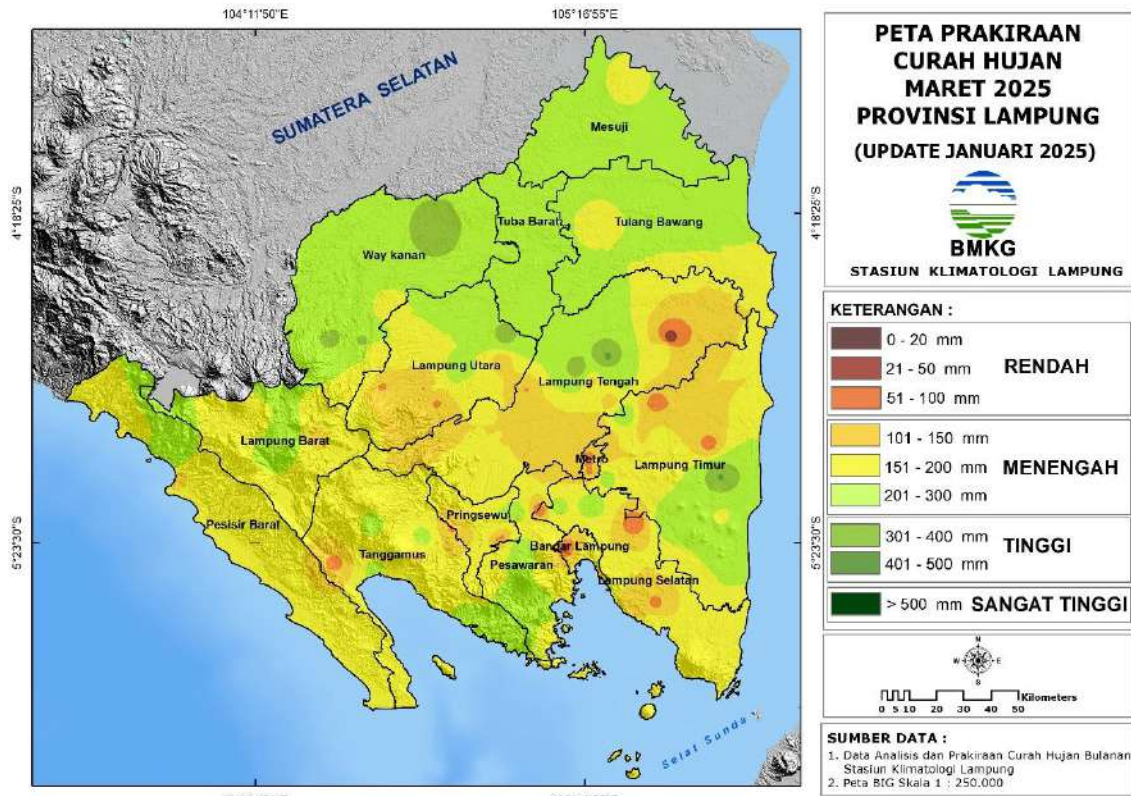 104°11'50"E
105°16'55"E
4°18'25"S
5°23'30"S
4°18'25"S
5°23'30"S
SUMATERA SELATAN
Mesuji
Tuba Barat
Tulang Bawang
Way kanan
Lampung Utara
Lampung Tengah
Lampung Barat
Metro
Lampung Timur
Pesisir Barat
Pringsewu
Tanggamus
Bandar Lampung
Pesawaran
Lampung Selatan
Selat Sunda
PETA PRAKIRAAN
CURAH HUJAN
MARET 2025
PROVINSI LAMPUNG
(UPDATE JANUARI 2025)
BMKG
STASIUN KLIMATOLOGI LAMPUNG
KETERANGAN :
0 - 20 mm
21 - 50 mm
51 - 100 mm
RENDAH
101 - 150 mm
151 - 200 mm
201 - 300 mm
MENENGAH
301 - 400 mm
401 - 500 mm
TINGGI
> 500 mm
SANGAT TINGGI
N
W
E
S
Kilometers
0 5 10 20 30 40 50
SUMBER DATA :
1. Data Analisis dan Prakiraan Curah Hujan Bulanan
Stasiun Klimatologi Lampung
2. Peta BIG Skala 1 : 250.000